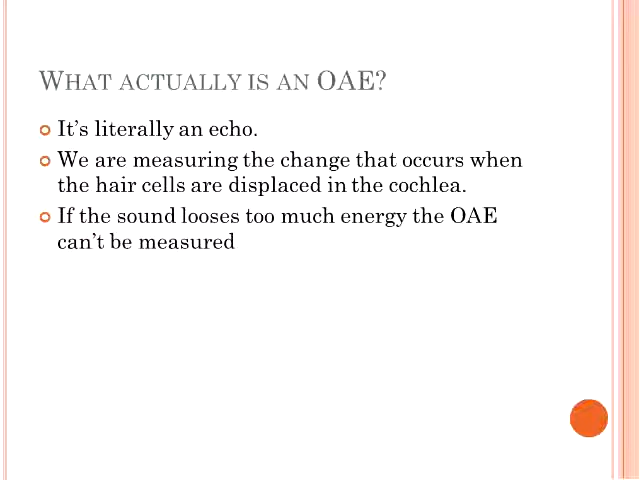 WHAT ACTUALLY IS AN OAE?
It's literally an echo.
We are measuring the change that occurs when
the hair cells are displaced in the cochlea.
If the sound looses too much energy the OAE
can't be measured